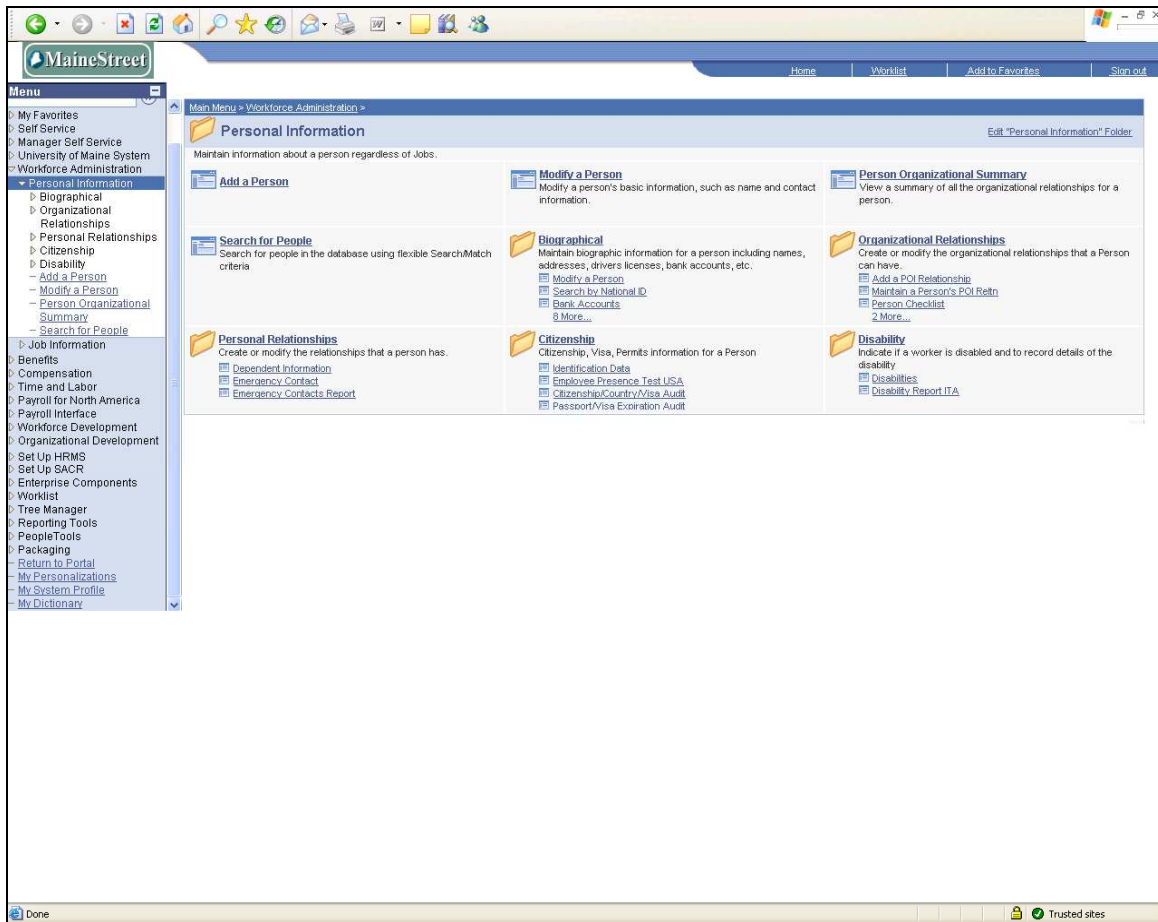 MaineStreet
Home
Worklist
Add to Favorites
Sign out
Menu
My Favorites
Self Service
Manager Self Service
University of Maine System
Workforce Administration
Personal Information
Biographical
Organizational
Relationships
Personal Relationships
Citizenship
Disability
Add a Person
Modify a Person
Person Organizational
Summary
Search for People
Job Information
Benefits
Compensation
Time and Labor
Payroll for North America
Payroll Interface
Workforce Development
Organizational Development
Set Up HRMS
Set Up SACR
Enterprise Components
Worklist
Tree Manager
Reporting Tools
PeopleTools
Packaging
Return to Portal
My Personalizations
My System Profile
My Dictionary
Main Menu > Workforce Administration >
Personal Information
Edit "Personal Information" Folder
Maintain information about a person regardless of Jobs.
Add a Person
Modify a Person
Modify a person's basic information, such as name and contact
information.
Person Organizational Summary
View a summary of all the organizational relationships for a
person.
Search for People
Search for people in the database using flexible Search/Match
criteria
Biographical
Maintain biographic information for a person including names,
addresses, drivers licenses, bank accounts, etc.
Modify a Person
Search by National ID
Bank Accounts
8 More...
Organizational Relationships
Create or modify the organizational relationships that a Person
can have.
Add a POI Relationship
Maintain a Person's POI Reltn
Person Checklist
2 More...
Personal Relationships
Create or modify the relationships that a person has.
Dependent Information
Emergency Contact
Emergency Contacts Report
Citizenship
Citizenship, Visa, Permits information for a Person
Identification Data
Employee Presence Test USA
Citizenship/Country/Visa Audit
Passport/Visa Expiration Audit
Disability
Indicate if a worker is disabled and to record details of the
disability
Disabilities
Disability Report ITA
Done
Trusted sites